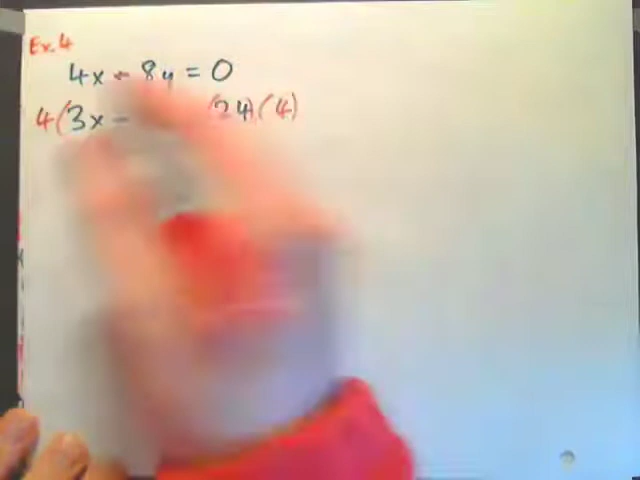 Ex.4
4x - 8y = 0
4(3x - (24)(4)